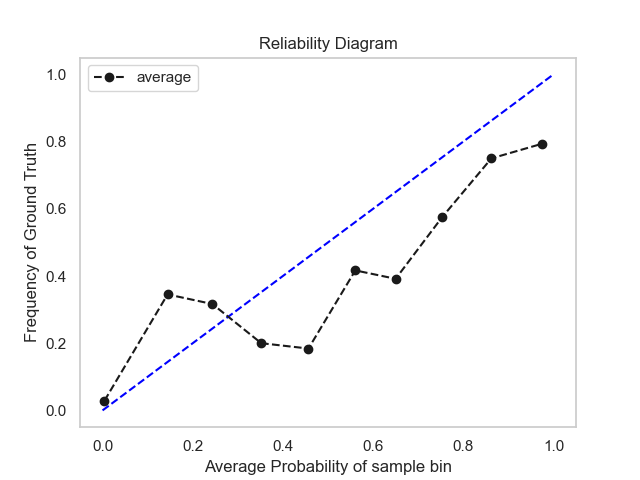 Reliability Diagram
average
Frequency of Ground Truth
1.0
0.8
0.6
0.4
0.2
0.0
0.0 0.2 0.4 0.6 0.8 1.0
Average Probability of sample bin